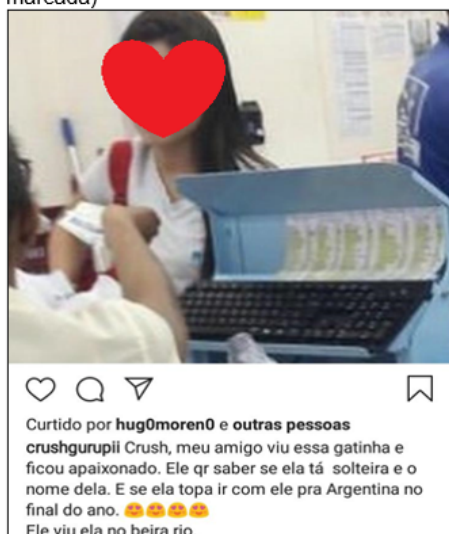 marcada)
Curtido por hug0moren0 e outras pessoas
crushgurupii Crush, meu amigo viu essa gatinha e
ficou apaixonado. Ele qr saber se ela tá solteira e o
nome dela. E se ela topa ir com ele pra Argentina no
final do ano. 😍😍😍😍
Ele viu ela no beira rio